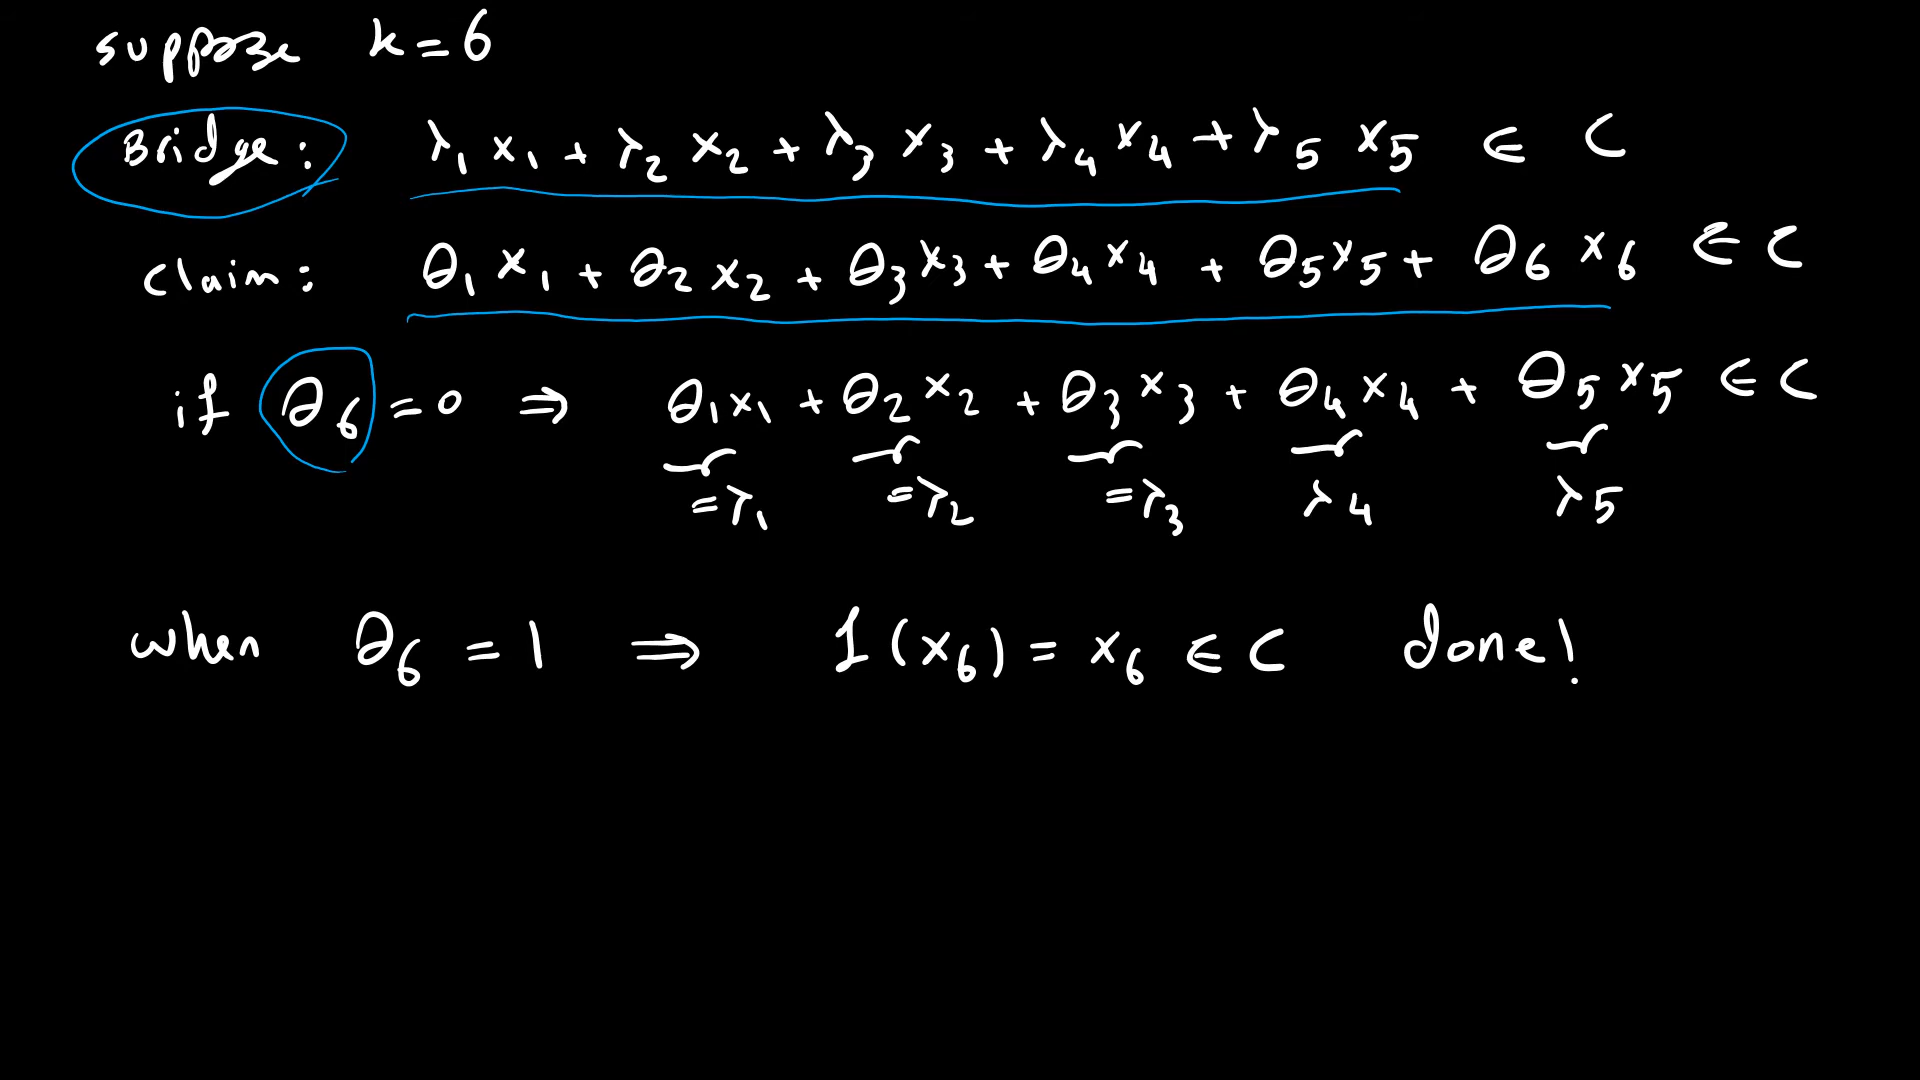 suppose k = 6
Bridge: λ₁ x₁ + λ₂ x₂ + λ₃ x₃ + λ₄ x₄ + λ₅ x₅ ∈ C
Claim: θ₁ x₁ + θ₂ x₂ + θ₃ x₃ + θ₄ x₄ + θ₅ x₅ + θ₆ x₆ ∈ C
if θ₆ = 0 ⇒ θ₁ x₁ + θ₂ x₂ + θ₃ x₃ + θ₄ x₄ + θ₅ x₅ ∈ C
= λ₁ = λ₂ = λ₃ λ₄ λ₅
when θ₆ = 1 ⇒ 1 (x₆) = x₆ ∈ C done!